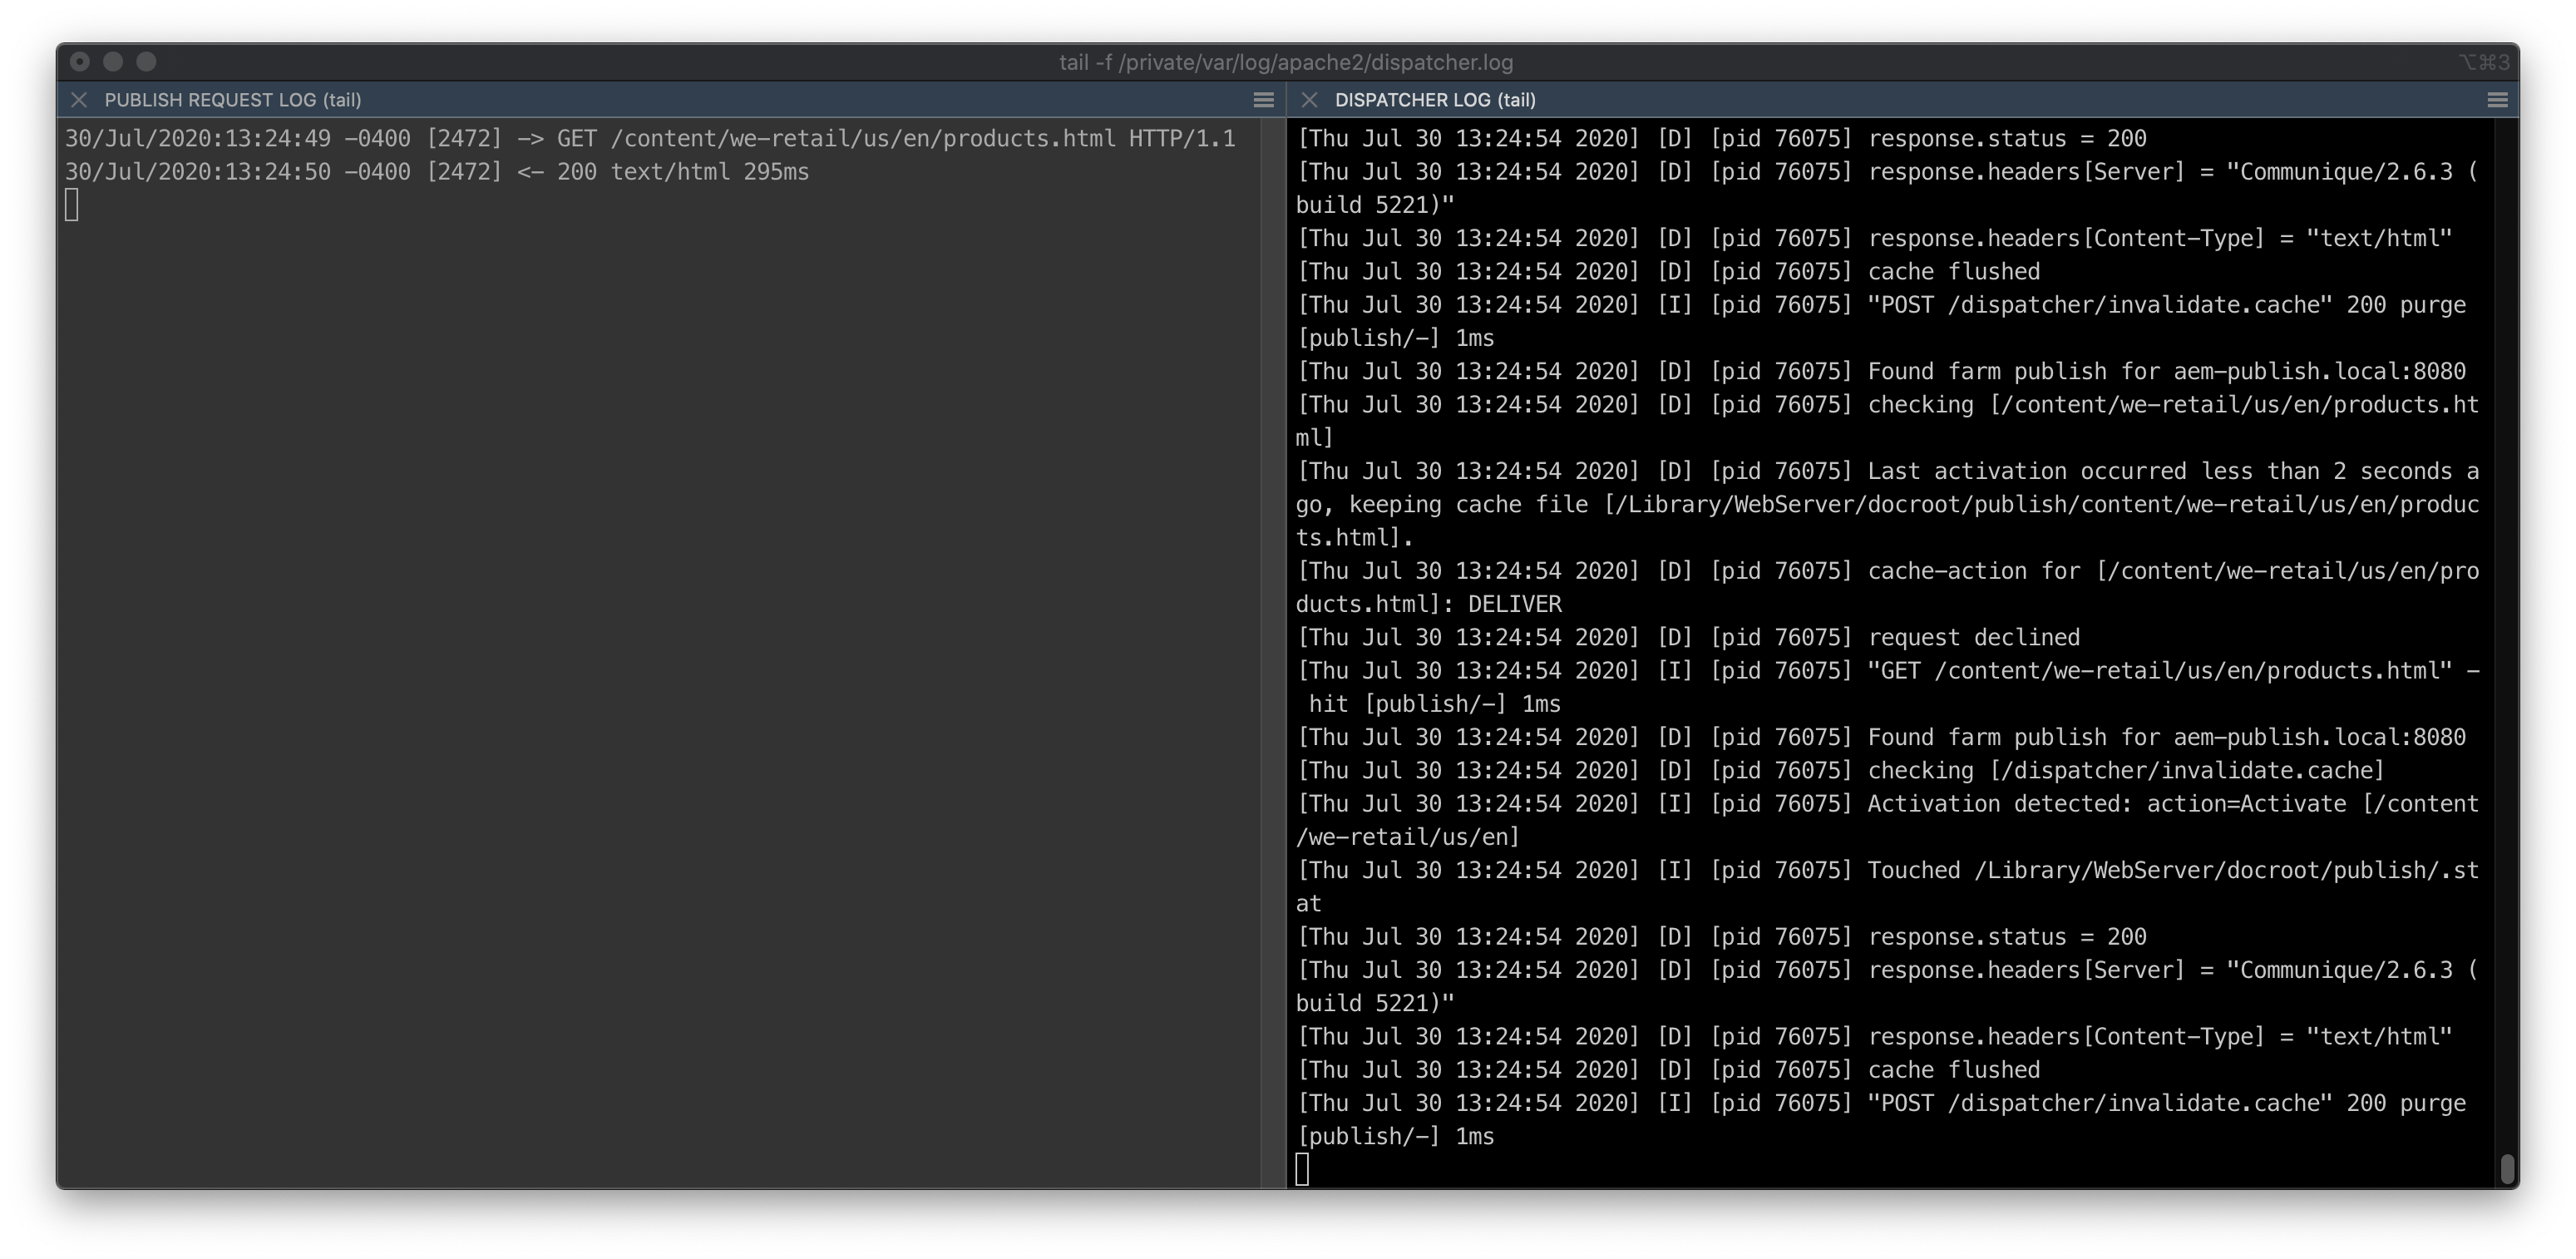 tail -f /private/var/log/apache2/dispatcher.log
⌥⌘3
PUBLISH REQUEST LOG (tail)
30/Jul/2020:13:24:49 -0400 [2472] -> GET /content/we-retail/us/en/products.html HTTP/1.1
30/Jul/2020:13:24:50 -0400 [2472] <- 200 text/html 295ms
DISPATCHER LOG (tail)
[Thu Jul 30 13:24:54 2020] [D] [pid 76075] response.status = 200
[Thu Jul 30 13:24:54 2020] [D] [pid 76075] response.headers[Server] = "Communique/2.6.3 (
build 5221)"
[Thu Jul 30 13:24:54 2020] [D] [pid 76075] response.headers[Content-Type] = "text/html"
[Thu Jul 30 13:24:54 2020] [D] [pid 76075] cache flushed
[Thu Jul 30 13:24:54 2020] [I] [pid 76075] "POST /dispatcher/invalidate.cache" 200 purge
[publish/-] 1ms
[Thu Jul 30 13:24:54 2020] [D] [pid 76075] Found farm publish for aem-publish.local:8080
[Thu Jul 30 13:24:54 2020] [D] [pid 76075] checking [/content/we-retail/us/en/products.ht
ml]
[Thu Jul 30 13:24:54 2020] [D] [pid 76075] Last activation occurred less than 2 seconds a
go, keeping cache file [/Library/WebServer/docroot/publish/content/we-retail/us/en/produc
ts.html].
[Thu Jul 30 13:24:54 2020] [D] [pid 76075] cache-action for [/content/we-retail/us/en/pro
ducts.html]: DELIVER
[Thu Jul 30 13:24:54 2020] [D] [pid 76075] request declined
[Thu Jul 30 13:24:54 2020] [I] [pid 76075] "GET /content/we-retail/us/en/products.html" -
hit [publish/-] 1ms
[Thu Jul 30 13:24:54 2020] [D] [pid 76075] Found farm publish for aem-publish.local:8080
[Thu Jul 30 13:24:54 2020] [D] [pid 76075] checking [/dispatcher/invalidate.cache]
[Thu Jul 30 13:24:54 2020] [I] [pid 76075] Activation detected: action=Activate [/content
/we-retail/us/en]
[Thu Jul 30 13:24:54 2020] [I] [pid 76075] Touched /Library/WebServer/docroot/publish/.st
at
[Thu Jul 30 13:24:54 2020] [D] [pid 76075] response.status = 200
[Thu Jul 30 13:24:54 2020] [D] [pid 76075] response.headers[Server] = "Communique/2.6.3 (
build 5221)"
[Thu Jul 30 13:24:54 2020] [D] [pid 76075] response.headers[Content-Type] = "text/html"
[Thu Jul 30 13:24:54 2020] [D] [pid 76075] cache flushed
[Thu Jul 30 13:24:54 2020] [I] [pid 76075] "POST /dispatcher/invalidate.cache" 200 purge
[publish/-] 1ms